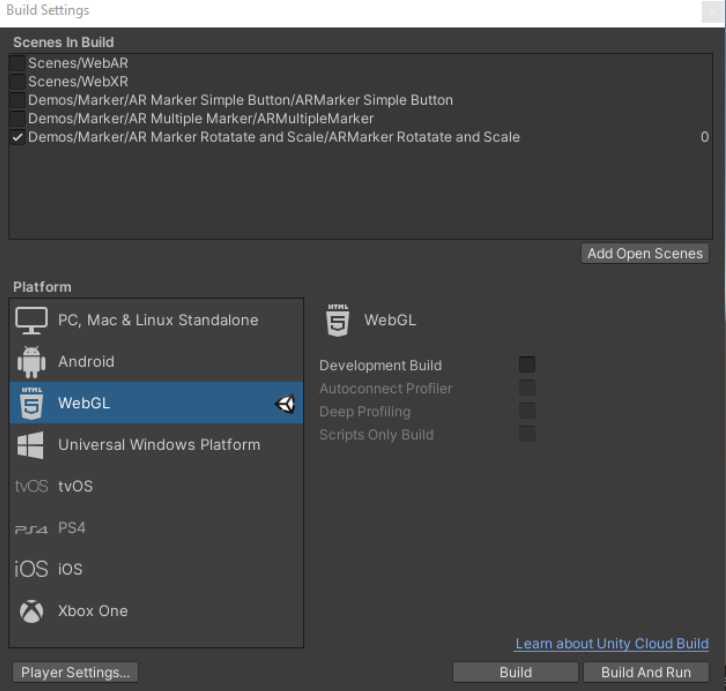 Build Settings
x
Scenes In Build
Scenes/WebAR
Scenes/WebXR
Demos/Marker/AR Marker Simple Button/ARMarker Simple Button
Demos/Marker/AR Multiple Marker/ARMultipleMarker
Demos/Marker/AR Marker Rotatate and Scale/ARMarker Rotatate and Scale 0
Add Open Scenes
Platform
PC, Mac & Linux Standalone
Android
HTML 5 WebGL
Universal Windows Platform
tvOS tvOS
PS4 PS4
iOS iOS
Xbox One
HTML 5 WebGL
Development Build
Autoconnect Profiler
Deep Profiling
Scripts Only Build
Learn about Unity Cloud Build
Player Settings...
Build
Build And Run